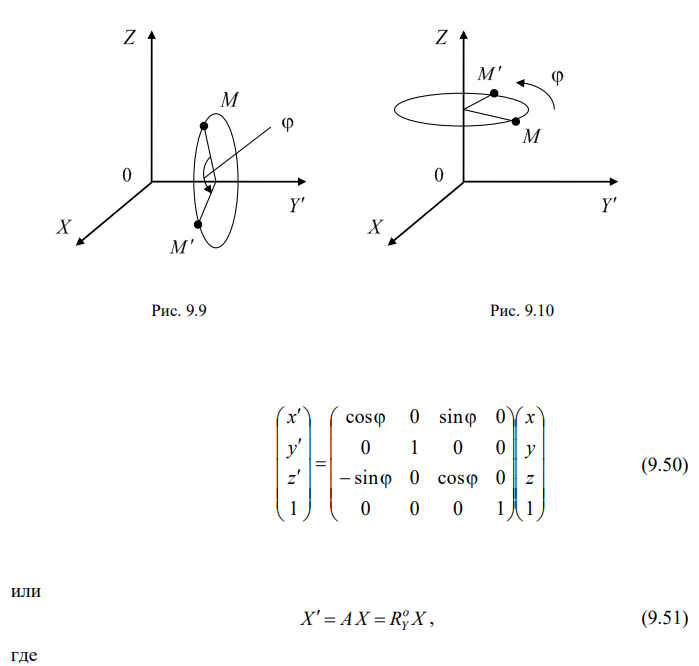 Z
M
φ
0
Y′
X
M′
Рис. 9.9
Z
M′
φ
M
0
Y′
X
Рис. 9.10
(x′ y′ z′ 1) = (cosφ 0 sinφ 0; 0 1 0 0; −sinφ 0 cosφ 0; 0 0 0 1)(x y z 1) (9.50)
или
X′ = A X = R_Y^o X , (9.51)
где